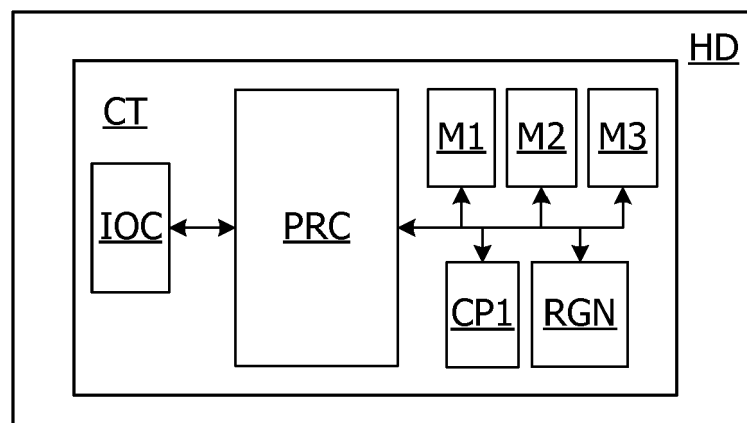 HD
CT
M1 M2 M3
IOC PRC
CP1 RGN